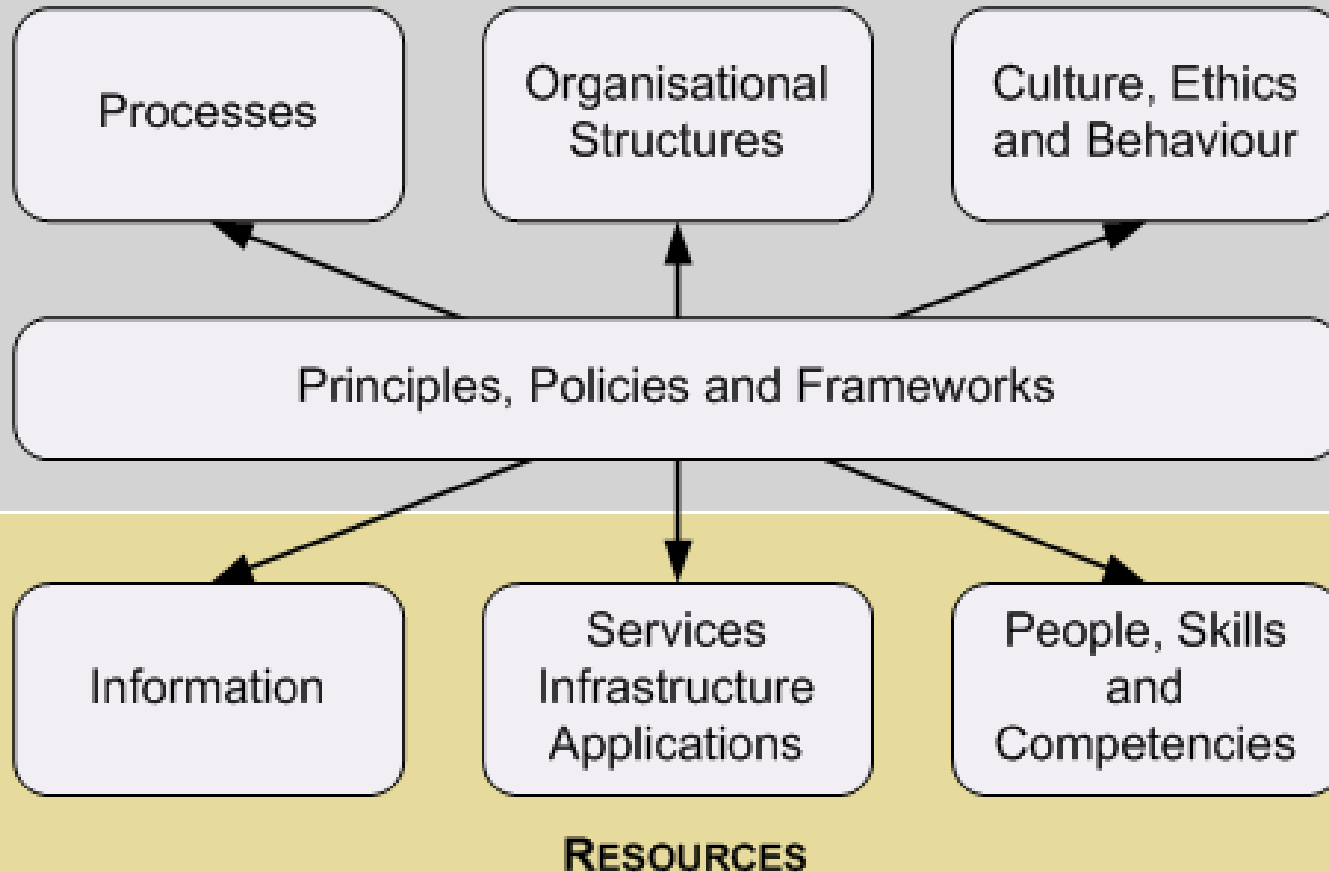 Processes
Organisational
Structures
Culture, Ethics
and Behaviour
Principles, Policies and Frameworks
Information
Services
Infrastructure
Applications
People, Skills
and
Competencies
RESOURCES